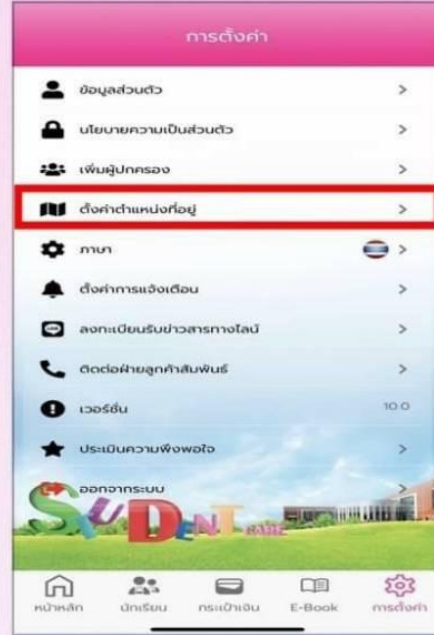 การตั้งค่า
ข้อมูลส่วนตัว
นโยบายความเป็นส่วนตัว
เพิ่มผู้ปกครอง
ตั้งค่าตำแหน่งที่อยู่
ภาษา
ตั้งค่าการแจ้งเตือน
ลงทะเบียนรับข่าวสารทางไลน์
ติดต่อฝ่ายลูกค้าสัมพันธ์
เวอร์ชั่น 10.0
ประเมินความพึงพอใจ
ออกจากระบบ
STUDENT CARE
หน้าหลัก นักเรียน กระเป๋าเงิน E-Book การตั้งค่า